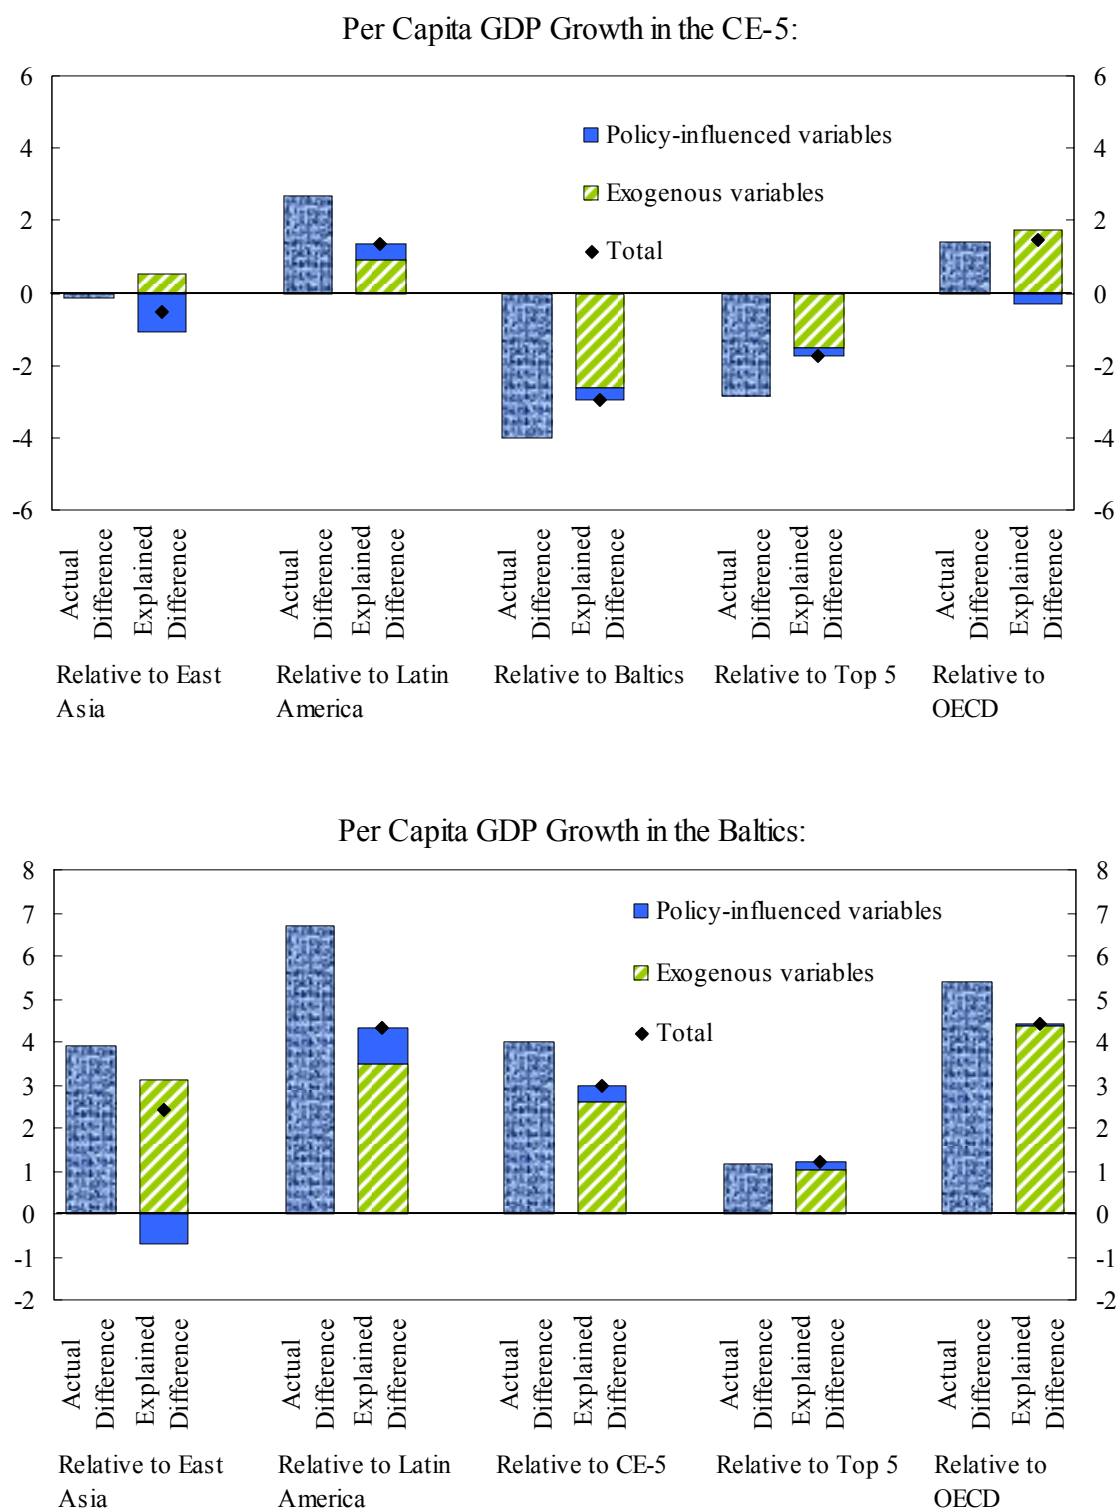 Per Capita GDP Growth in the CE-5:
6
4
2
0
-2
-4
-6
6
4
2
0
-2
-4
-6
Policy-influenced variables
Exogenous variables
Total
Actual
Difference
Explained
Difference
Actual
Difference
Explained
Difference
Actual
Difference
Explained
Difference
Actual
Difference
Explained
Difference
Actual
Difference
Explained
Difference
Relative to East
Asia
Relative to Latin
America
Relative to Baltics
Relative to Top 5
Relative to
OECD
Per Capita GDP Growth in the Baltics:
8
7
6
5
4
3
2
1
0
-1
-2
8
7
6
5
4
3
2
1
0
-1
-2
Policy-influenced variables
Exogenous variables
Total
Actual
Difference
Explained
Difference
Actual
Difference
Explained
Difference
Actual
Difference
Explained
Difference
Actual
Difference
Explained
Difference
Actual
Difference
Explained
Difference
Relative to East
Asia
Relative to Latin
America
Relative to CE-5
Relative to Top 5
Relative to
OECD